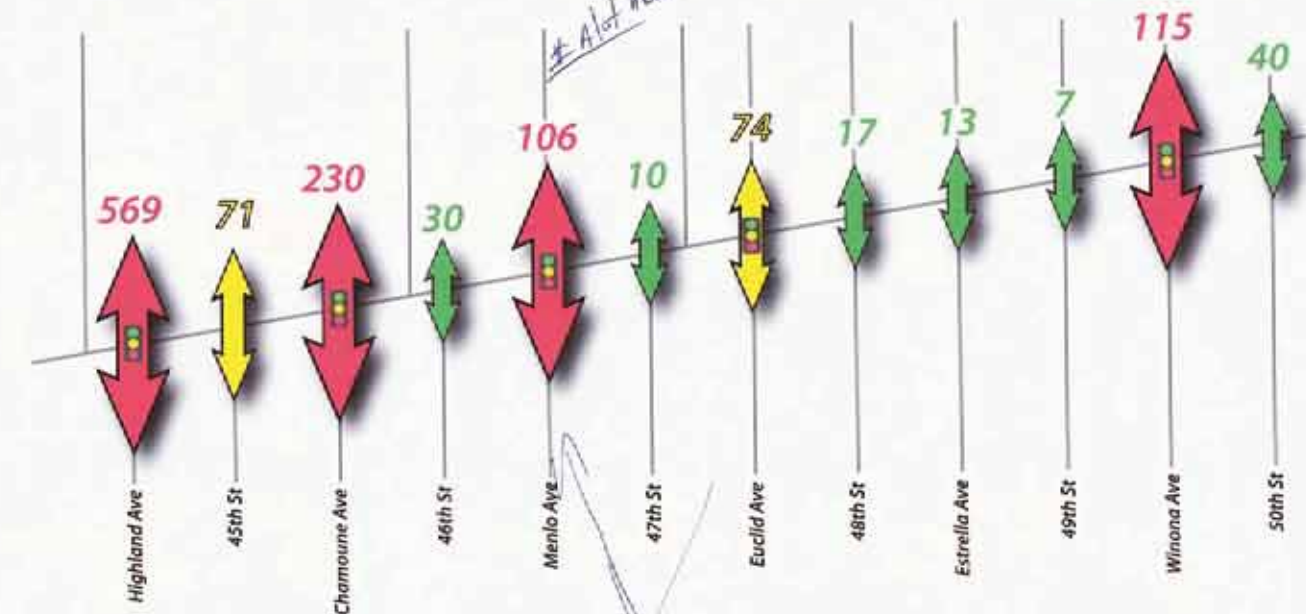 * Alot
115
40
7
13
17
74
10
106
30
230
71
569
Highland Ave
45th St
Chamoune Ave
46th St
Menlo Ave
47th St
Euclid Ave
48th St
Estrella Ave
49th St
Winona Ave
50th St